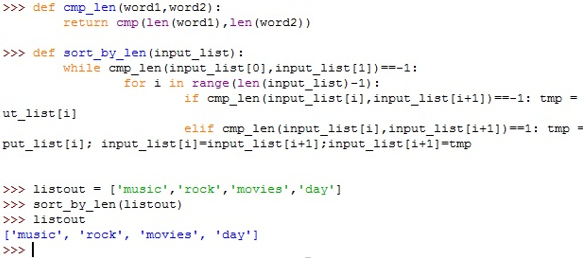 >>> def cmp_len(word1,word2):
        return cmp(len(word1),len(word2))

>>> def sort_by_len(input_list):
        while cmp_len(input_list[0],input_list[1])==-1:
                for i in range(len(input_list)-1):
                        if cmp_len(input_list[i],input_list[i+1])==-1: tmp =
ut_list[i]
                        elif cmp_len(input_list[i],input_list[i+1])==1: tmp =
put_list[i]; input_list[i]=input_list[i+1];input_list[i+1]=tmp

>>> listout = ['music','rock','movies','day']
>>> sort_by_len(listout)
>>> listout
['music', 'rock', 'movies', 'day']
>>>